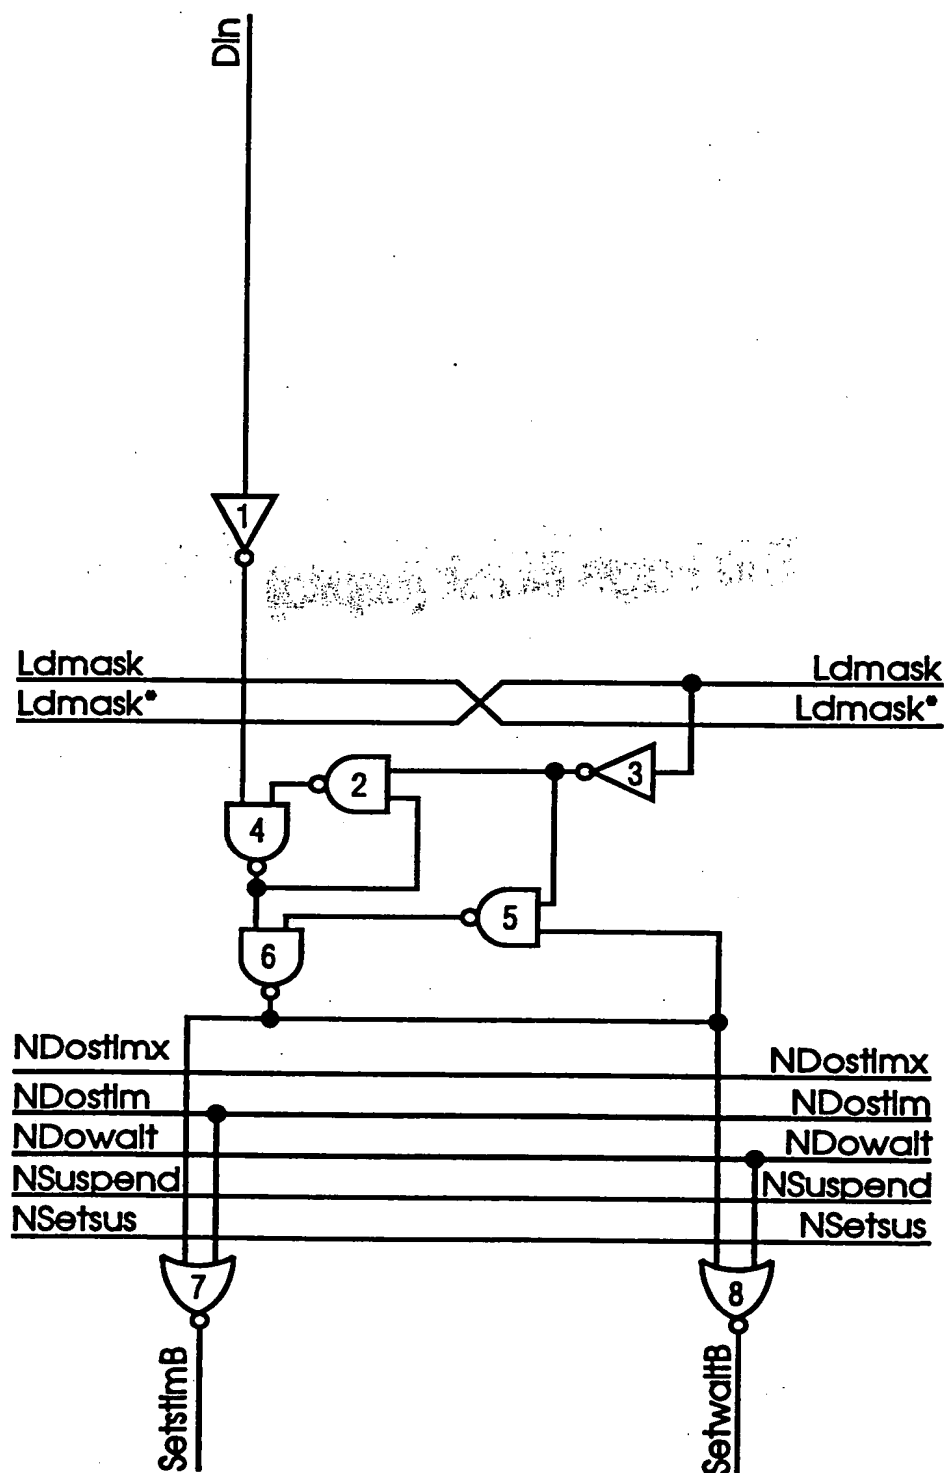 Din
1
Ldmask
Ldmask
Ldmask*
Ldmask*
2
3
4
5
6
NDostimx
NDostimx
NDostim
NDostim
NDowait
NDowait
NSuspend
NSuspend
NSetsus
NSetsus
7
8
SetstimB
SetwaitB